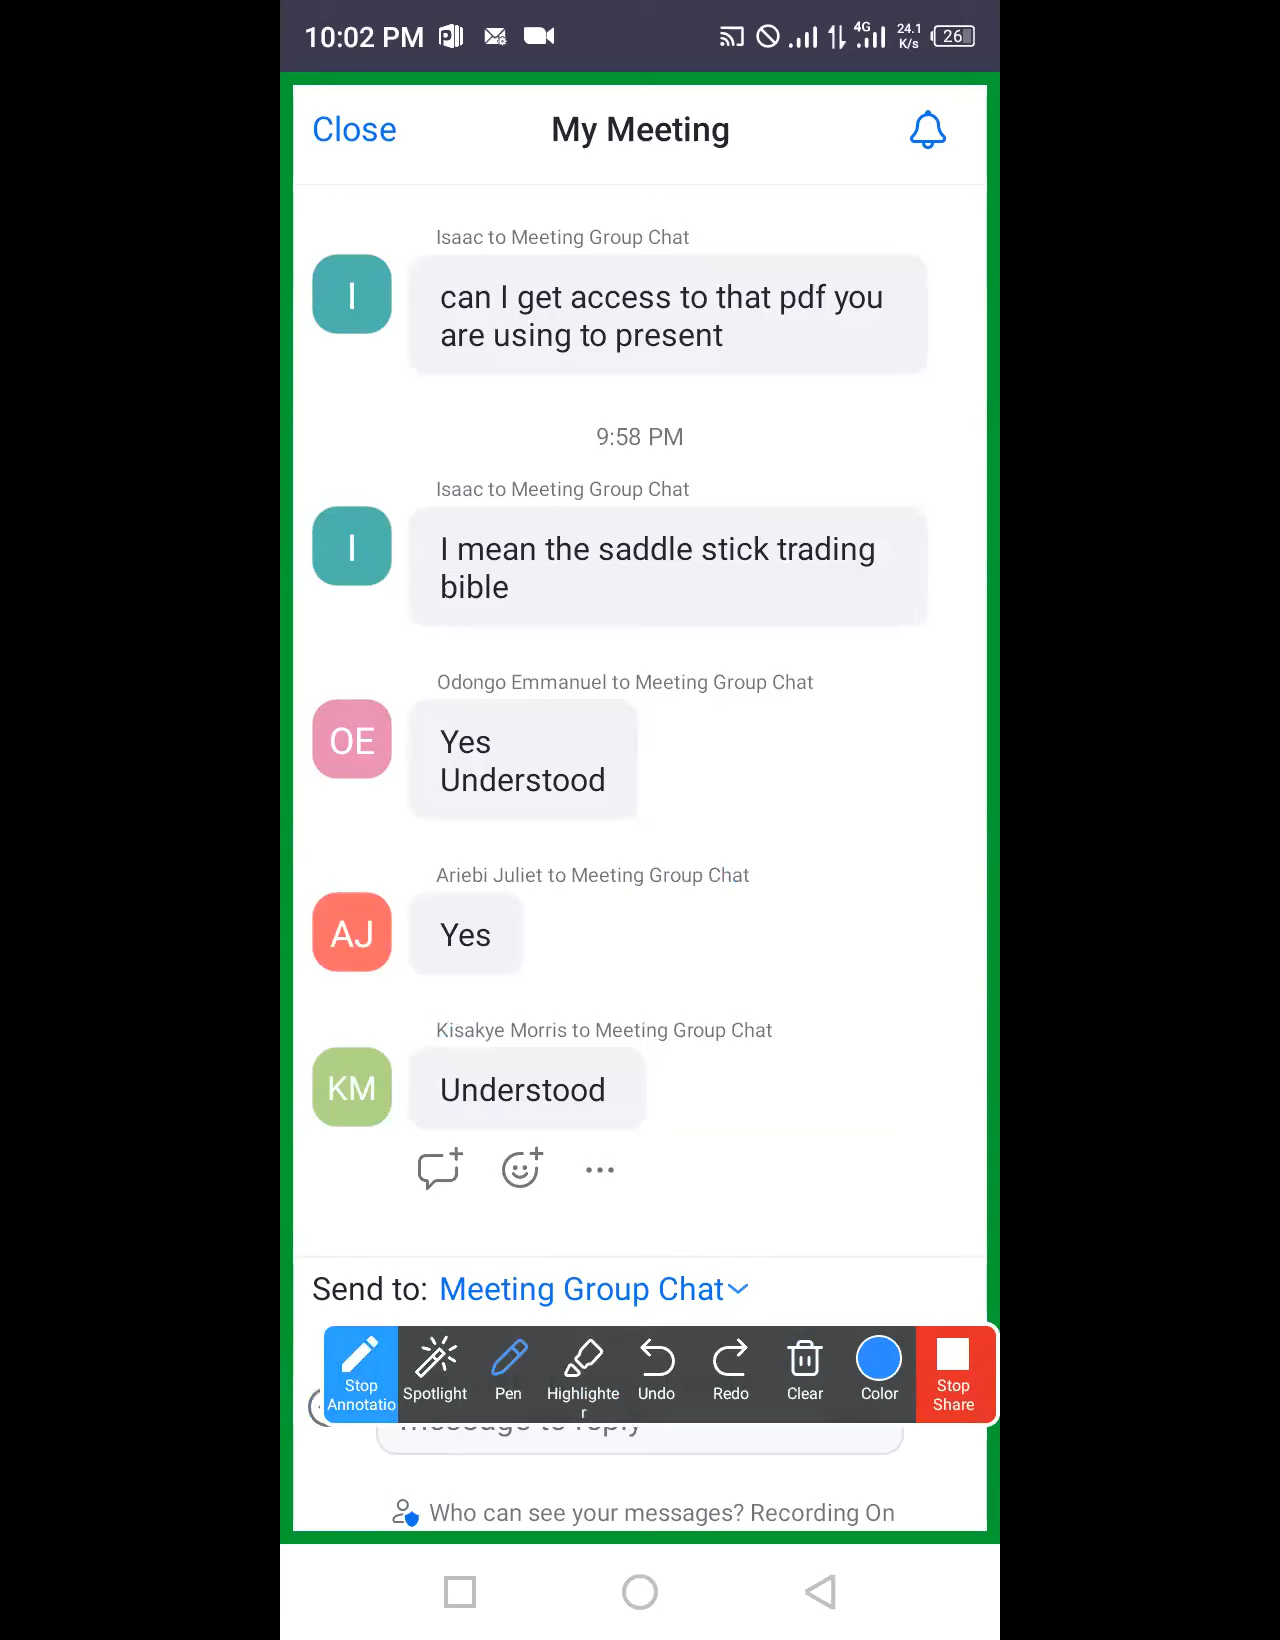 10:02 PM
4G
24.1
K/s
26
Close
My Meeting
Isaac to Meeting Group Chat
I
can I get access to that pdf you
are using to present
9:58 PM
Isaac to Meeting Group Chat
I
I mean the saddle stick trading
bible
Odongo Emmanuel to Meeting Group Chat
OE
Yes
Understood
Ariebi Juliet to Meeting Group Chat
AJ
Yes
Kisakye Morris to Meeting Group Chat
KM
Understood
Send to: Meeting Group Chat
Stop
Annotatio
Spotlight
Pen
Highlighte
r
Undo
Redo
Clear
Color
Stop
Share
message to reply
Who can see your messages? Recording On